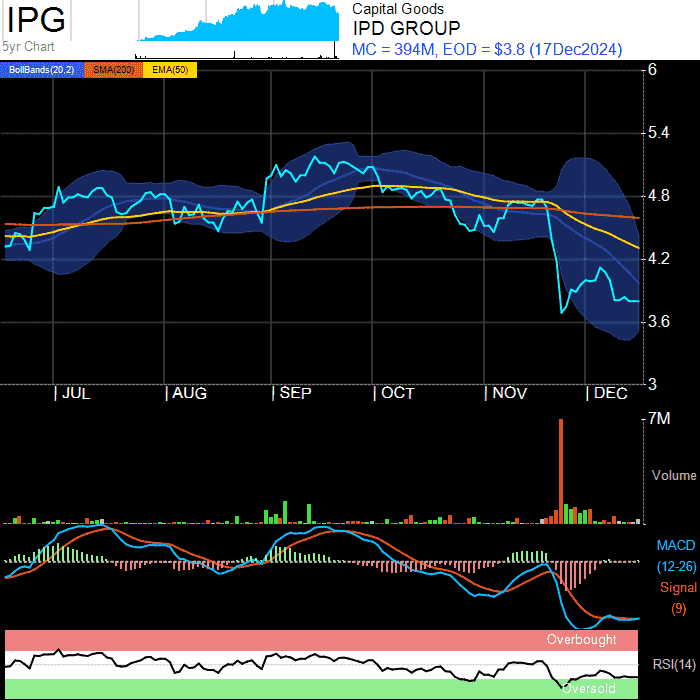 IPG
5yr Chart
Capital Goods
IPD GROUP
MC = 394M, EOD = $3.8 (17Dec2024)
BollBands(20,2) SMA(200) EMA(50)
6
5.4
4.8
4.2
3.6
3
JUL AUG SEP OCT NOV DEC
7M
Volume
MACD
(12-26)
Signal
(9)
Overbought
RSI(14)
Oversold